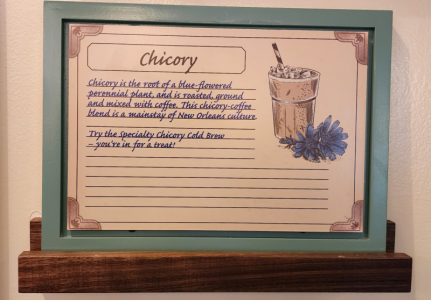 Chicory
Chicory is the root of a blue-flowered
perennial plant, and is roasted, ground
and mixed with coffee. This chicory-coffee
blend is a mainstay of New Orleans culture
Try the Specialty Chicory Cold Brew
– you're in for a treat!